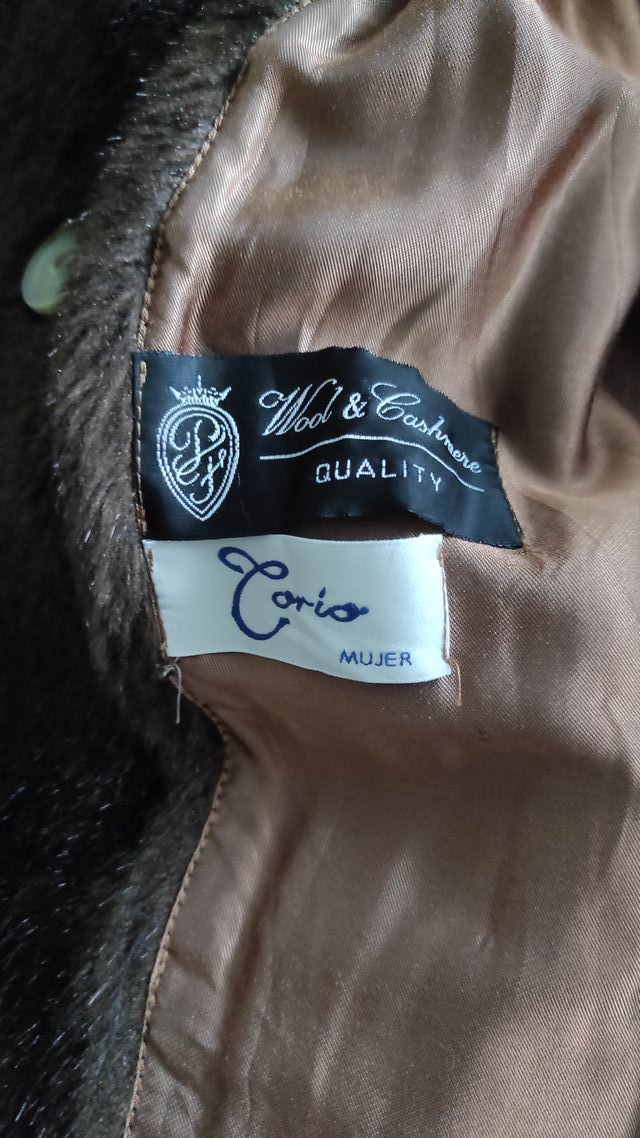 Wool & Cashmere
QUALITY
Corio
MUJER